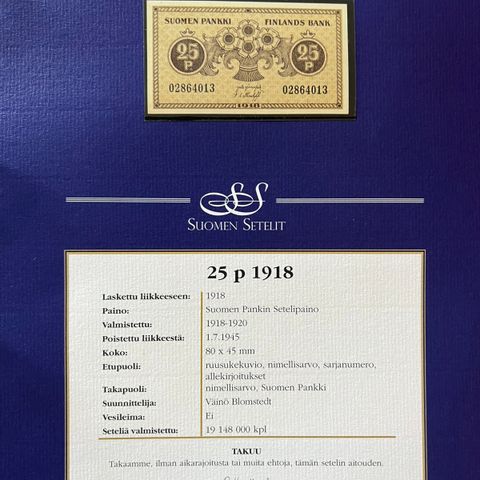 SUOMEN PANKKI FINLANDS BANK
25 P. 25 P.
02864013 02864013
1918
SUOMEN SETELIT
25 p 1918
Laskettu liikkeeseen: 1918
Paino: Suomen Pankin Setelipaino
Valmistettu: 1918-1920
Poistettu liikkeestä: 1.7.1945
Koko: 80 x 45 mm
Etupuoli: ruusukekuvio, nimellisarvo, sarjanumero,
allekirjoitukset
Takapuoli: nimellisarvo, Suomen Pankki
Suunnittelija: Väinö Blomstedt
Vesileima: Ei
Seteliä valmistettu: 19 148 000 kpl
TAKUU
Takaamme, ilman aikarajoitusta tai muita ehtoja, tämän setelin aitouden.